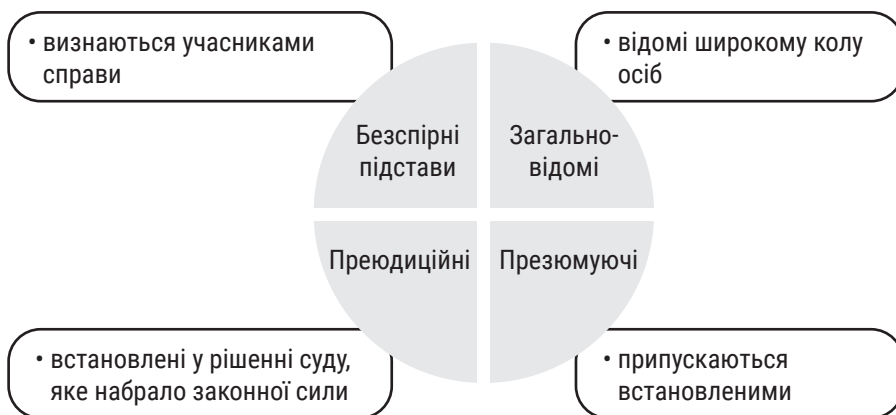 • визнаються учасниками
справи
• відомі широкому колу
осіб
Безспірні
підстави
Загально-
відомі
Преюдиційні
Презюмуючі
• встановлені у рішенні суду,
яке набрало законної сили
• припускаються
встановленими